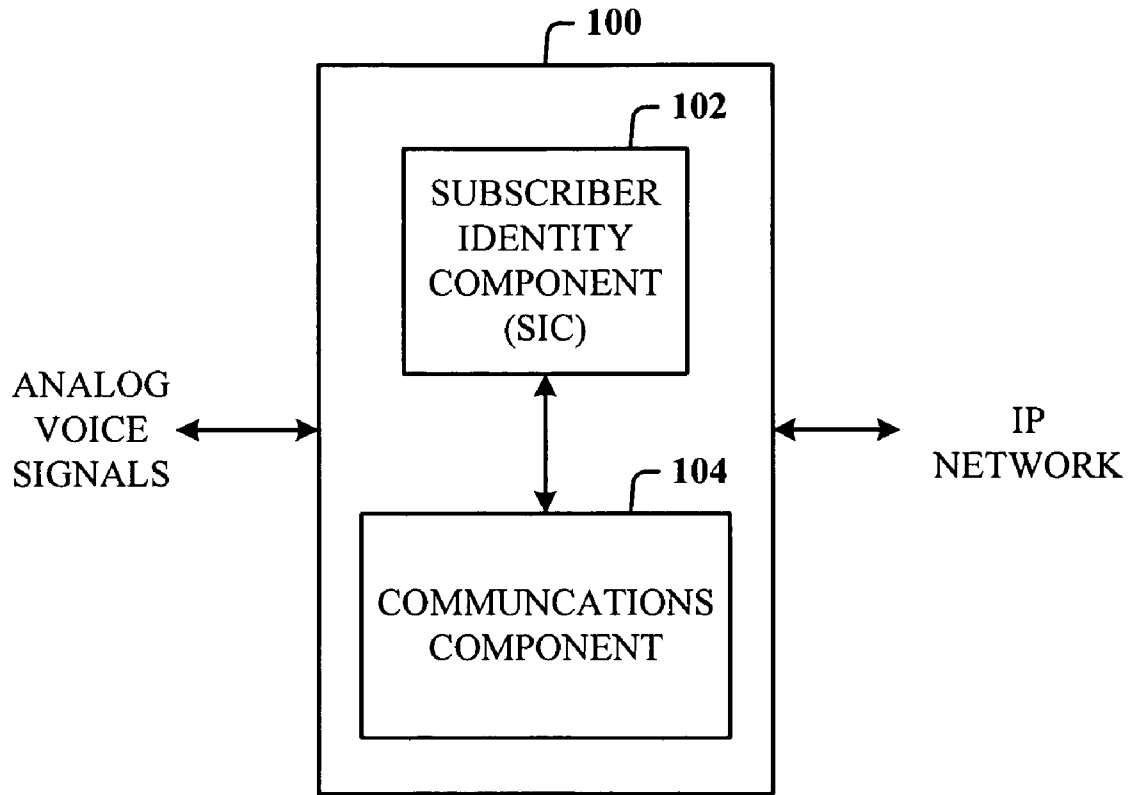 100
102
SUBSCRIBER
IDENTITY
COMPONENT
(SIC)
ANALOG
VOICE
SIGNALS
IP
NETWORK
104
COMMUNCATIONS
COMPONENT